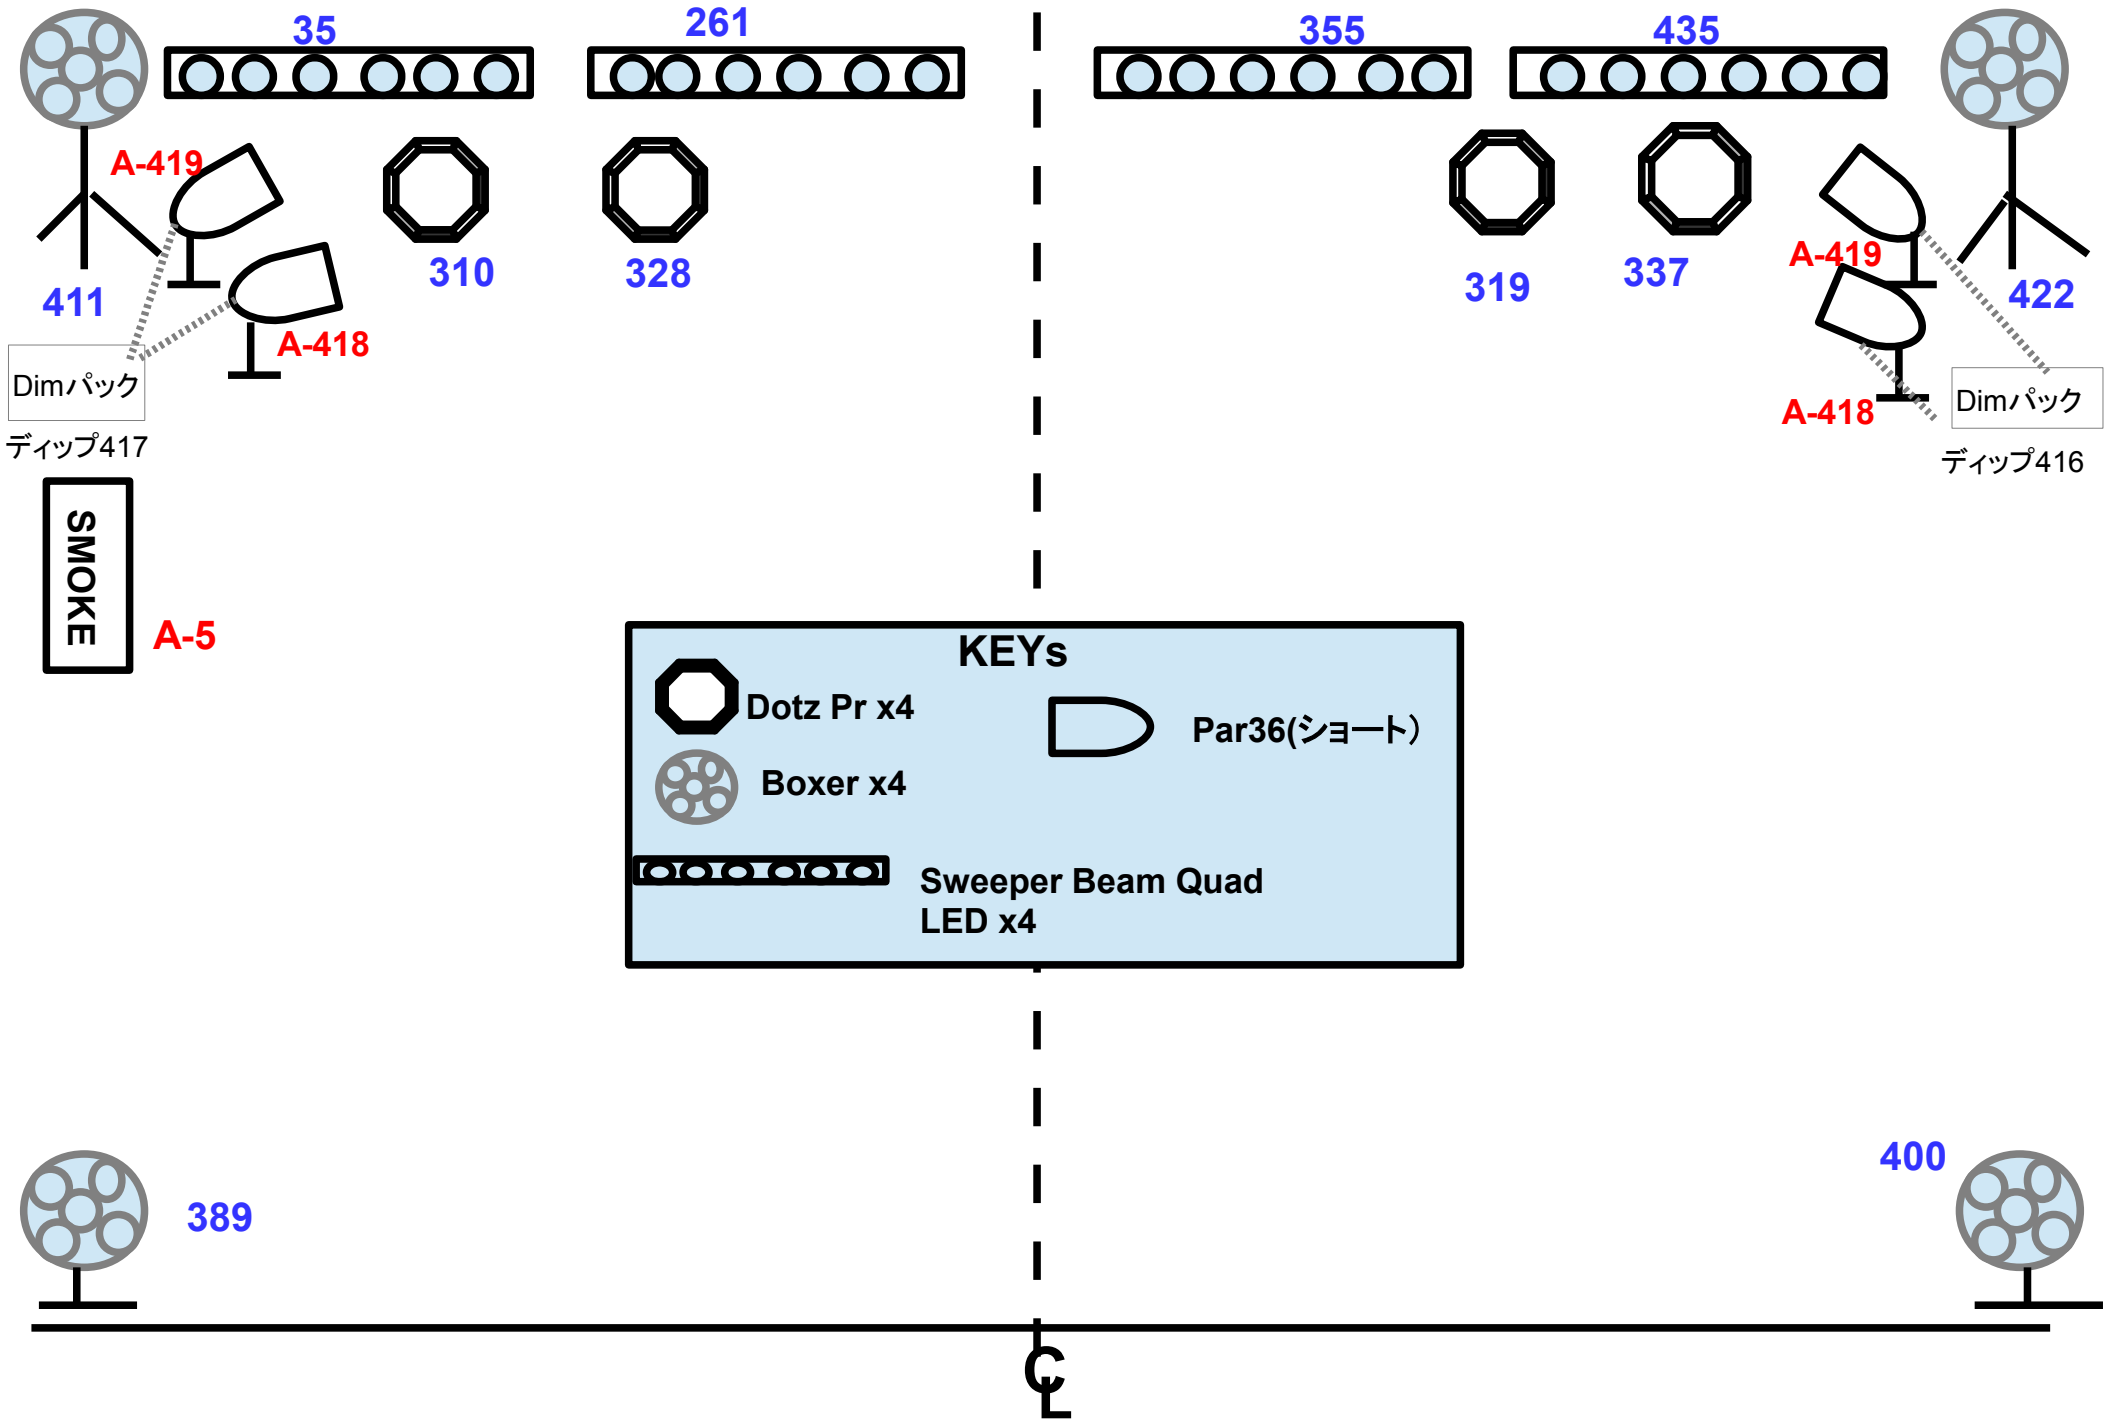 35
261
355
435
A-419
310
328
319
337
A-419
411
422
A-418
A-418
Dimパック
Dimパック
ディップ417
ディップ416
SMOKE
A-5
KEYs
Dotz Pr x4
Par36(ショート）
Boxer x4
Sweeper Beam Quad
LED x4
389
400
CL